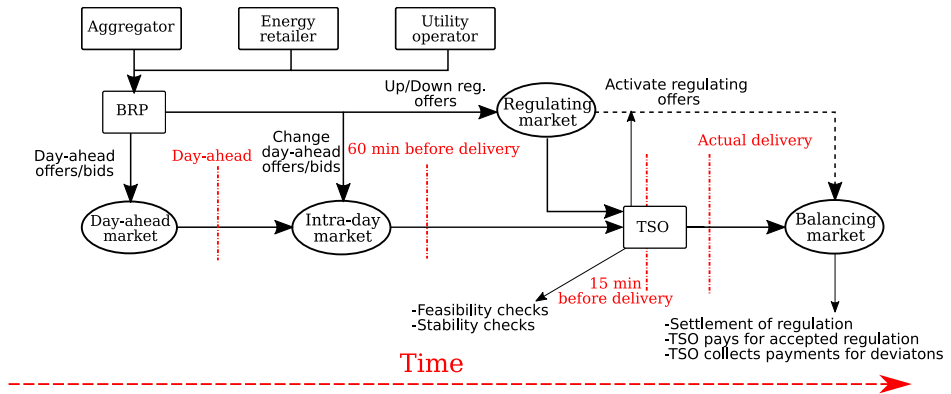 Aggregator
Energy
retailer
Utility
operator
BRP
Up/Down reg.
offers
Regulating
market
Activate regulating
offers
Day-ahead
offers/bids
Day-ahead
Change
day-ahead
offers/bids
60 min before delivery
Actual delivery
Day-ahead
market
Intra-day
market
TSO
Balancing
market
15 min
before delivery
-Feasibility checks
-Stability checks
-Settlement of regulation
-TSO pays for accepted regulation
-TSO collects payments for deviatons
Time